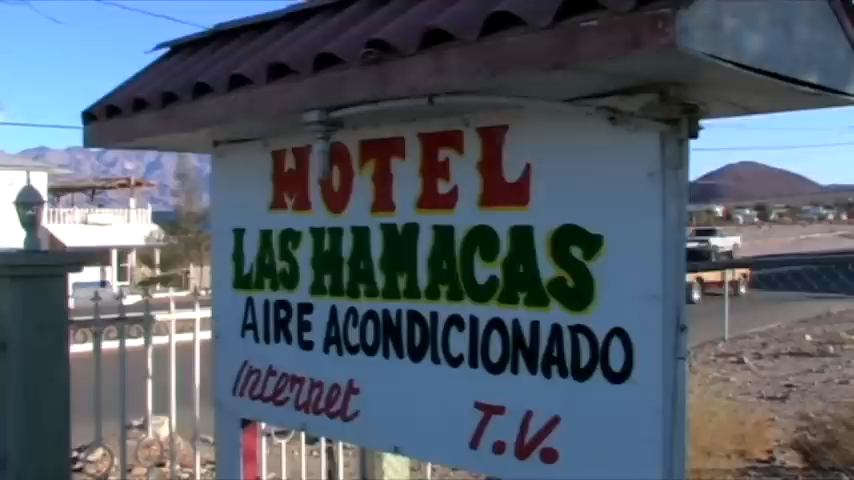 HOTEL
LAS HAMACAS
AIRE ACONDICIONADO
Internet T.V.